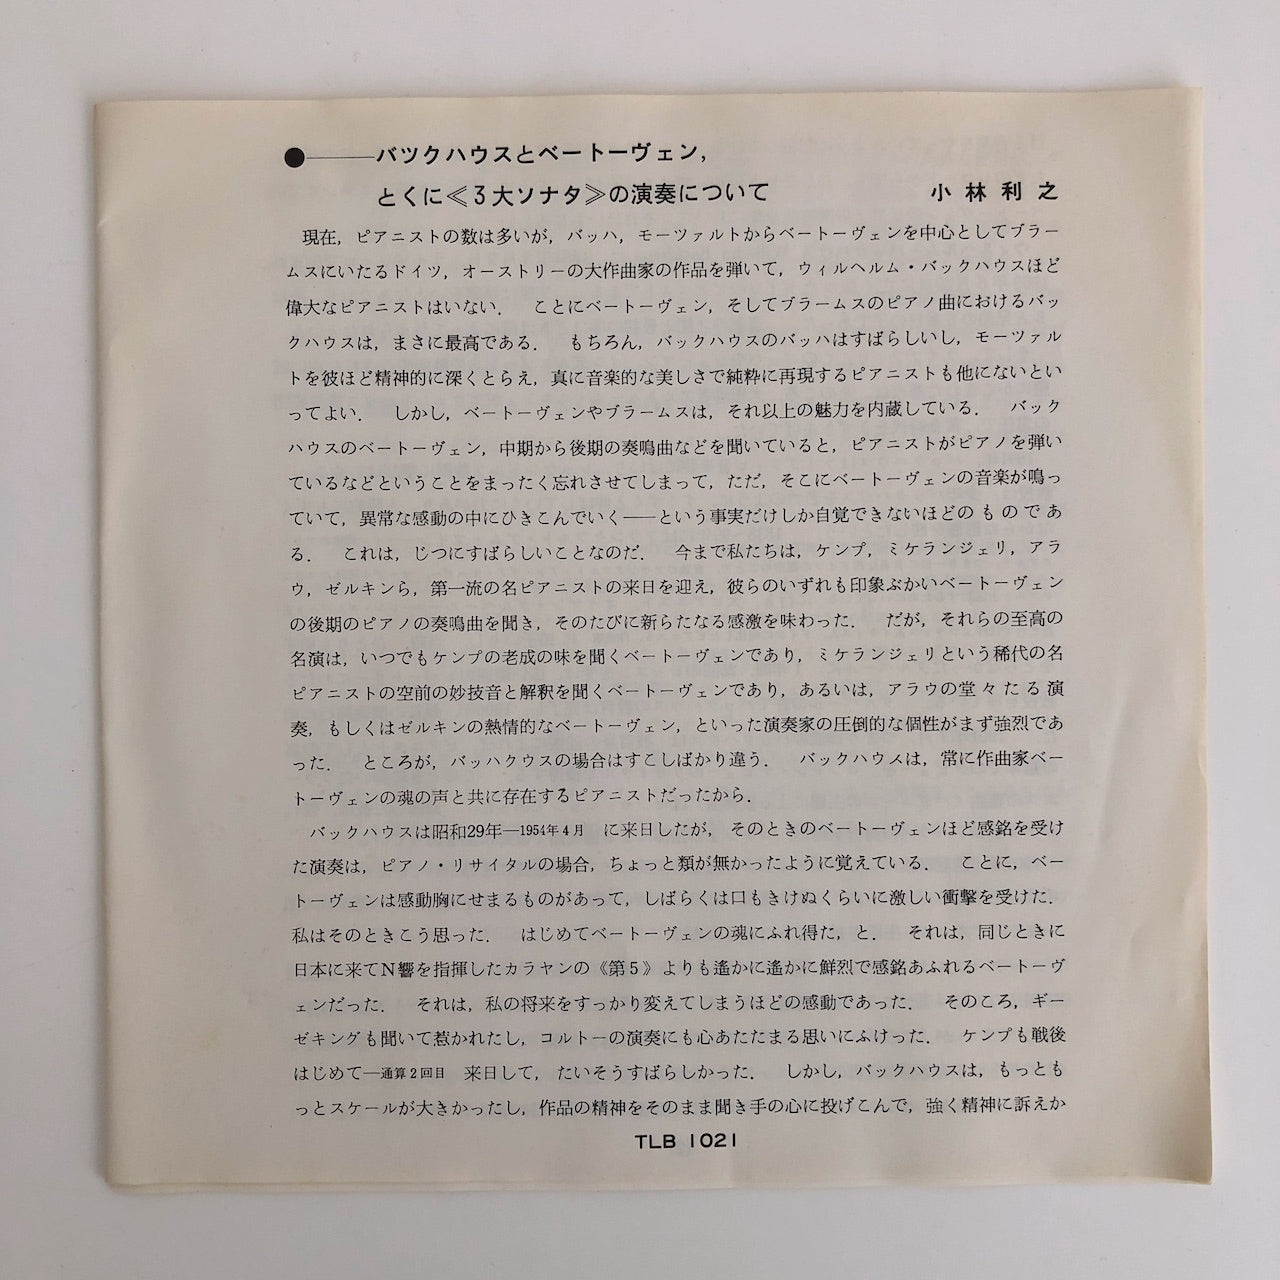 ●———バックハウスとベートーヴェン,
とくに≪3大ソナタ≫の演奏について　小林利之
現在，ピアニストの数は多いが，バッハ，モーツァルトからベートーヴェンを中心としてブラー
ムスにいたるドイツ，オーストリーの大作曲家の作品を弾いて，ウィルヘルム・バックハウスほど
偉大なピアニストはいない．　ことにベートーヴェン，そしてブラームスのピアノ曲におけるバッ
クハウスは，まさに最高である．　もちろん，バックハウスのバッハはすばらしいし，モーツァル
トを彼ほど精神的に深くとらえ，真に音楽的な美しさで純粋に再現するピアニストも他にないとい
ってよい．　しかし，ベートーヴェンやブラームスは，それ以上の魅力を内蔵している．　バック
ハウスのベートーヴェン，中期から後期の奏鳴曲などを聞いていると，ピアニストがピアノを弾い
ているなどということをまったく忘れさせてしまって，ただ，そこにベートーヴェンの音楽が鳴っ
ていて，異常な感動の中にひきこんでいく——という事実だけしか自覚できないほどのものであ
る．　これは，じつにすばらしいことなのだ．　今まで私たちは，ケンプ，ミケランジェリ，アラ
ウ，ゼルキンら，第一流の名ピアニストの来日を迎え，彼らのいずれも印象ぶかいベートーヴェン
の後期のピアノの奏鳴曲を聞き，そのたびに新らたなる感激を味わった．　だが，それらの至高の
名演は，いつでもケンプの老成の味を聞くベートーヴェンであり，ミケランジェリという稀代の名
ピアニストの空前の妙技音と解釈を聞くベートーヴェンであり，あるいは，アラウの堂々たる演
奏，もしくはゼルキンの熱情的なベートーヴェン，といった演奏家の圧倒的な個性がまず強烈であ
った．　ところが，バッハクウスの場合はすこしばかり違う．　バックハウスは，常に作曲家ベー
トーヴェンの魂の声と共に存在するピアニストだったから．
バックハウスは昭和29年—1954年4月　に来日したが，そのときのベートーヴェンほど感銘を受け
た演奏は，ピアノ・リサイタルの場合，ちょっと類が無かったように覚えている．　ことに，ベー
トーヴェンは感動胸にせまるものがあって，しばらくは口もきけぬくらいに激しい衝撃を受けた．
私はそのときこう思った．　はじめてベートーヴェンの魂にふれ得た，と．　それは，同じときに
日本に来てN響を指揮したカラヤンの《第5》よりも遙かに遙かに鮮烈で感銘あふれるベートーヴ
ェンだった．　それは，私の将来をすっかり変えてしまうほどの感動であった．　そのころ，ギー
ゼキングも聞いて惹かれたし，コルトーの演奏にも心あたたまる思いにふけった．　ケンプも戦後
はじめて—通算2回目　来日して，たいそうすばらしかった．　しかし，バックハウスは，もっとも
っとスケールが大きかったし，作品の精神をそのまま聞き手の心に投げこんで，強く精神に訴えか
TLB 1021